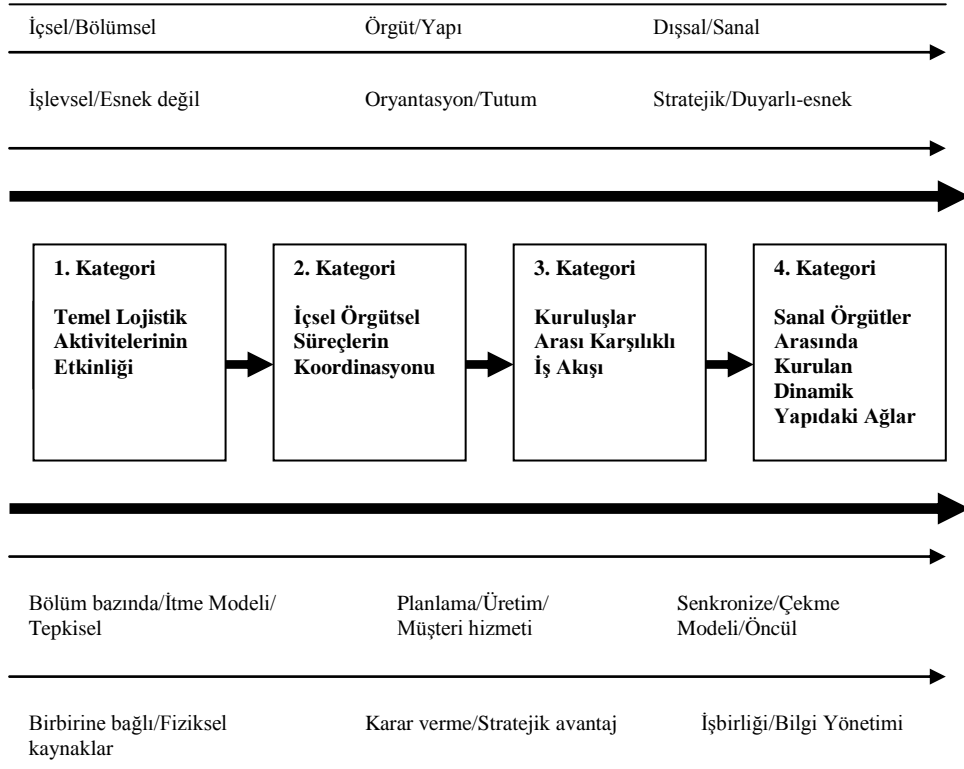 İçsel/Bölümsel Örgüt/Yapı Dışsal/Sanal
İşlevsel/Esnek değil Oryantasyon/Tutum Stratejik/Duyarlı-esnek
1. Kategori
Temel Lojistik
Aktivitelerinin
Etkinliği
2. Kategori
İçsel Örgütsel
Süreçlerin
Koordinasyonu
3. Kategori
Kuruluşlar
Arası Karşılıklı
İş Akışı
4. Kategori
Sanal Örgütler
Arasında
Kurulan
Dinamik
Yapıdaki Ağlar
Bölüm bazında/İtme Modeli/
Tepkisel
Planlama/Üretim/
Müşteri hizmeti
Senkronize/Çekme
Modeli/Öncül
Birbirine bağlı/Fiziksel
kaynaklar
Karar verme/Stratejik avantaj
İşbirliği/Bilgi Yönetimi